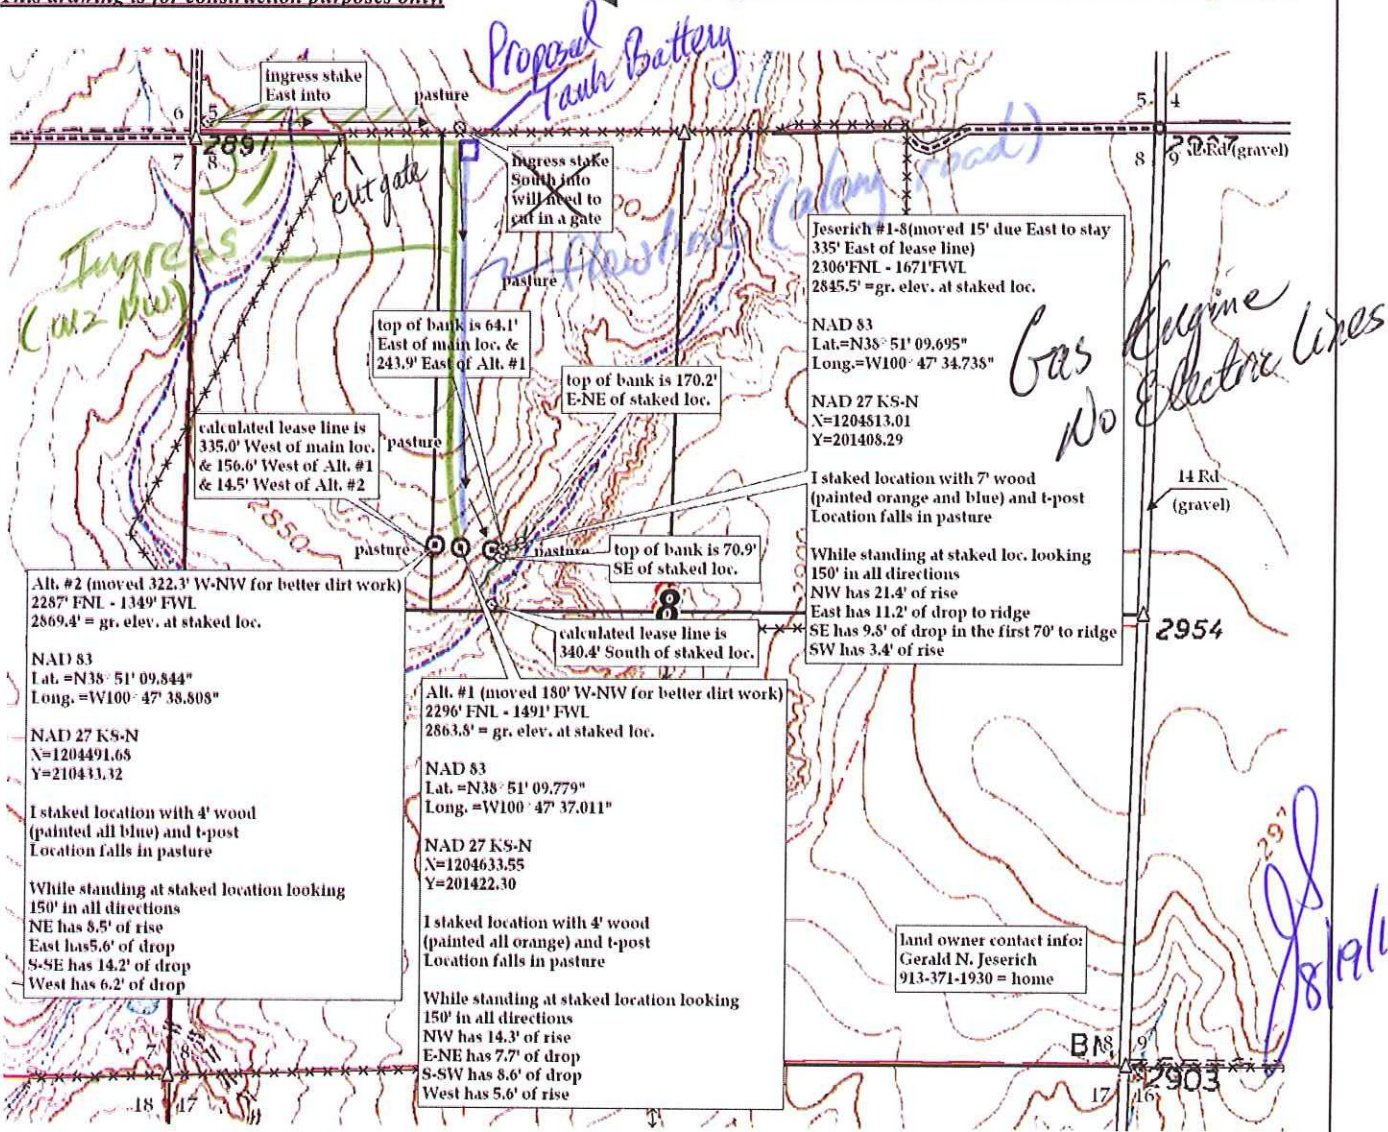 This drawing is for construction purposes only.
Proposed
Tank Battery
ingress stake
East into
pasture
6 5
7 8
2891
5 4
8 9
Rd (gravel)
cut gate
ingress stake
South into
will need to
cut in a gate
flowline (along road)
Ingress
(W2 NW)
pasture
Jeserich #1-8(moved 15' due East to stay
335' East of lease line)
2306'FNL - 1671'FWL
2845.5' =gr. elev. at staked loc.
NAD 83
Lat.=N38° 51' 09.695"
Long.=W100° 47' 34.735"
NAD 27 KS-N
X=1204813.01
Y=201408.29
I staked location with 7' wood
(painted orange and blue) and t-post
Location falls in pasture
While standing at staked loc. looking
150' in all directions
NW has 21.4' of rise
East has 11.2' of drop to ridge
SE has 9.8' of drop in the first 70' to ridge
SW has 3.4' of rise
Gas Engine
No Electric Lines
top of bank is 64.1'
East of main loc. &
243.9' East of Alt. #1
top of bank is 170.2'
E-NE of staked loc.
calculated lease line is
335.0' West of main loc.
& 156.6' West of Alt. #1
& 14.5' West of Alt. #2
pasture
14 Rd
(gravel)
2850
pasture
pasture
top of bank is 70.9'
SE of staked loc.
8
2954
calculated lease line is
340.4' South of staked loc.
Alt. #2 (moved 322.3' W-NW for better dirt work)
2287' FNL - 1349' FWL
2869.4' = gr. elev. at staked loc.
NAD 83
Lat. =N38° 51' 09.844"
Long. =W100° 47' 38.808"
NAD 27 KS-N
X=1204491.68
Y=210433.32
I staked location with 4' wood
(painted all blue) and t-post
Location falls in pasture
While standing at staked location looking
150' in all directions
NE has 8.5' of rise
East has5.6' of drop
S-SE has 14.2' of drop
West has 6.2' of drop
Alt. #1 (moved 180' W-NW for better dirt work)
2296' FNL - 1491' FWL
2863.8' = gr. elev. at staked loc.
NAD 83
Lat. =N38° 51' 09.779"
Long. =W100° 47' 37.011"
NAD 27 KS-N
X=1204633.55
Y=201422.30
I staked location with 4' wood
(painted all orange) and t-post
Location falls in pasture
While standing at staked location looking
150' in all directions
NW has 14.3' of rise
E-NE has 7.7' of drop
S-SW has 8.6' of drop
West has 5.6' of rise
land owner contact info:
Gerald N. Jeserich
913-371-1930 = home
297
JS
8/19/1
7 8
18 17
BM
8 9
2903
17 16